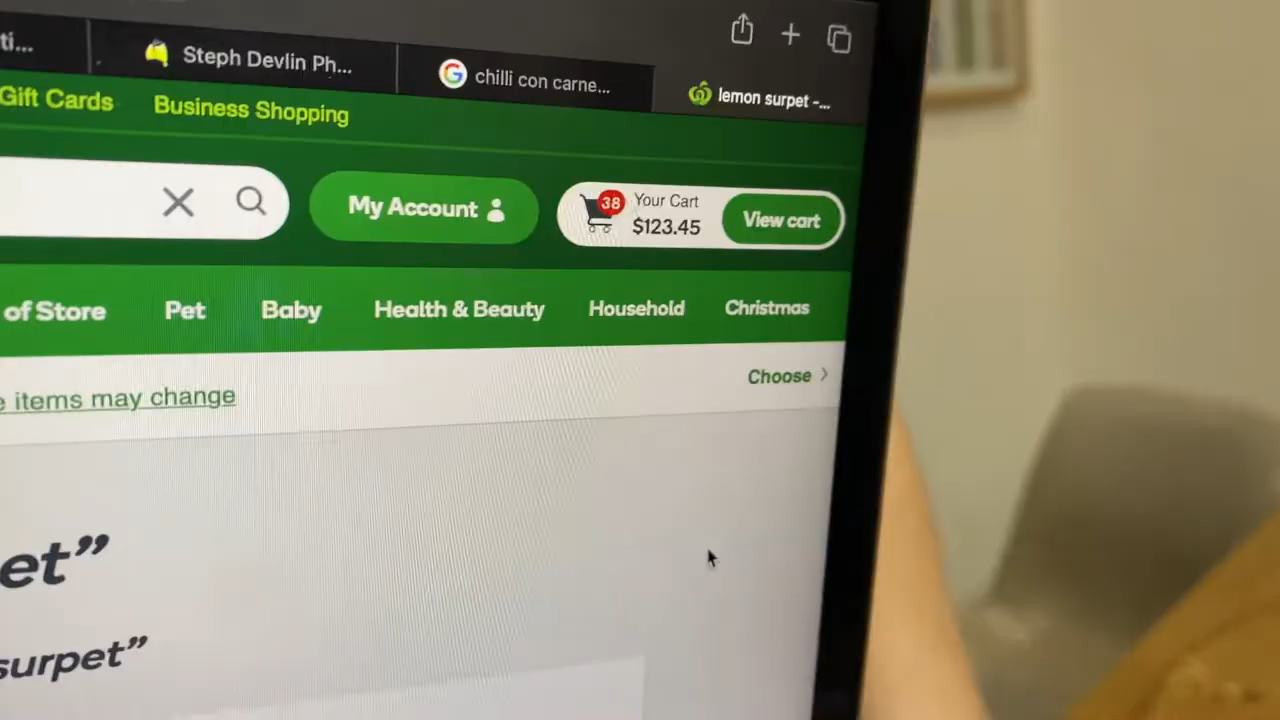 ti...
Steph Devlin Ph...
chilli con carne...
lemon surpet -...
Gift Cards
Business Shopping
My Account
38
Your Cart
$123.45
View cart
of Store
Pet
Baby
Health & Beauty
Household
Christmas
e items may change
Choose
et”
surpet”